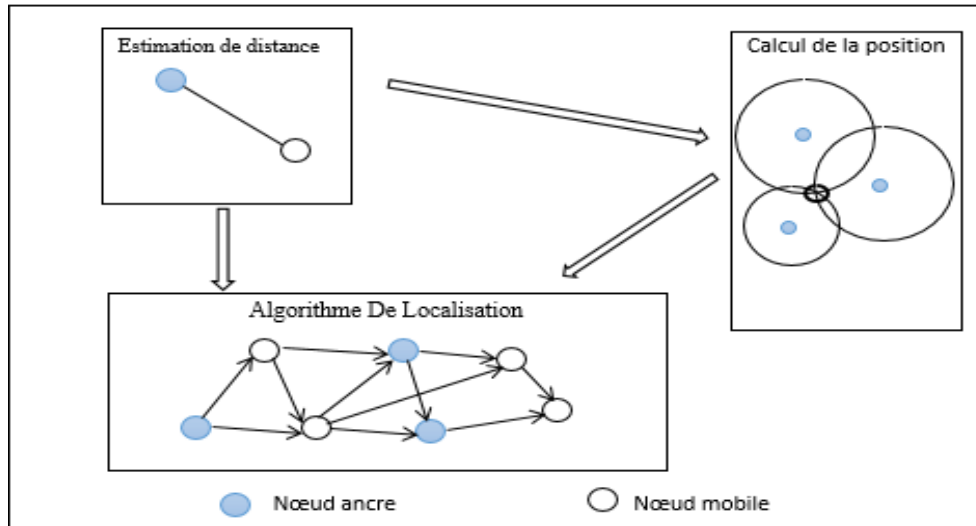 Estimation de distance
Calcul de la position
Algorithme De Localisation
Nœud ancre
Nœud mobile